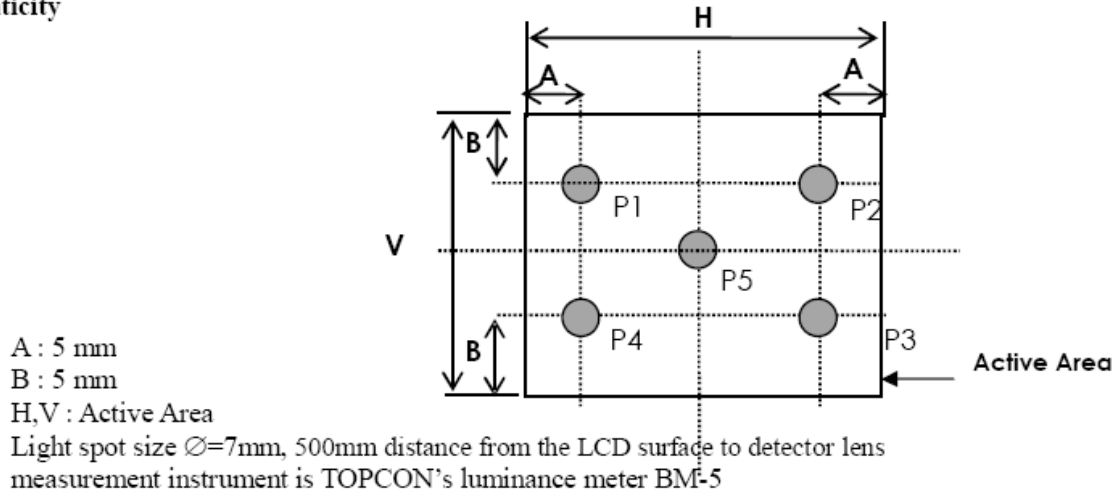 H
A
A
B
P1
P2
V
P5
B
P4
P3
Active Area
A : 5 mm
B : 5 mm
H,V : Active Area
Light spot size ∅=7mm, 500mm distance from the LCD surface to detector lens
measurement instrument is TOPCON's luminance meter BM-5